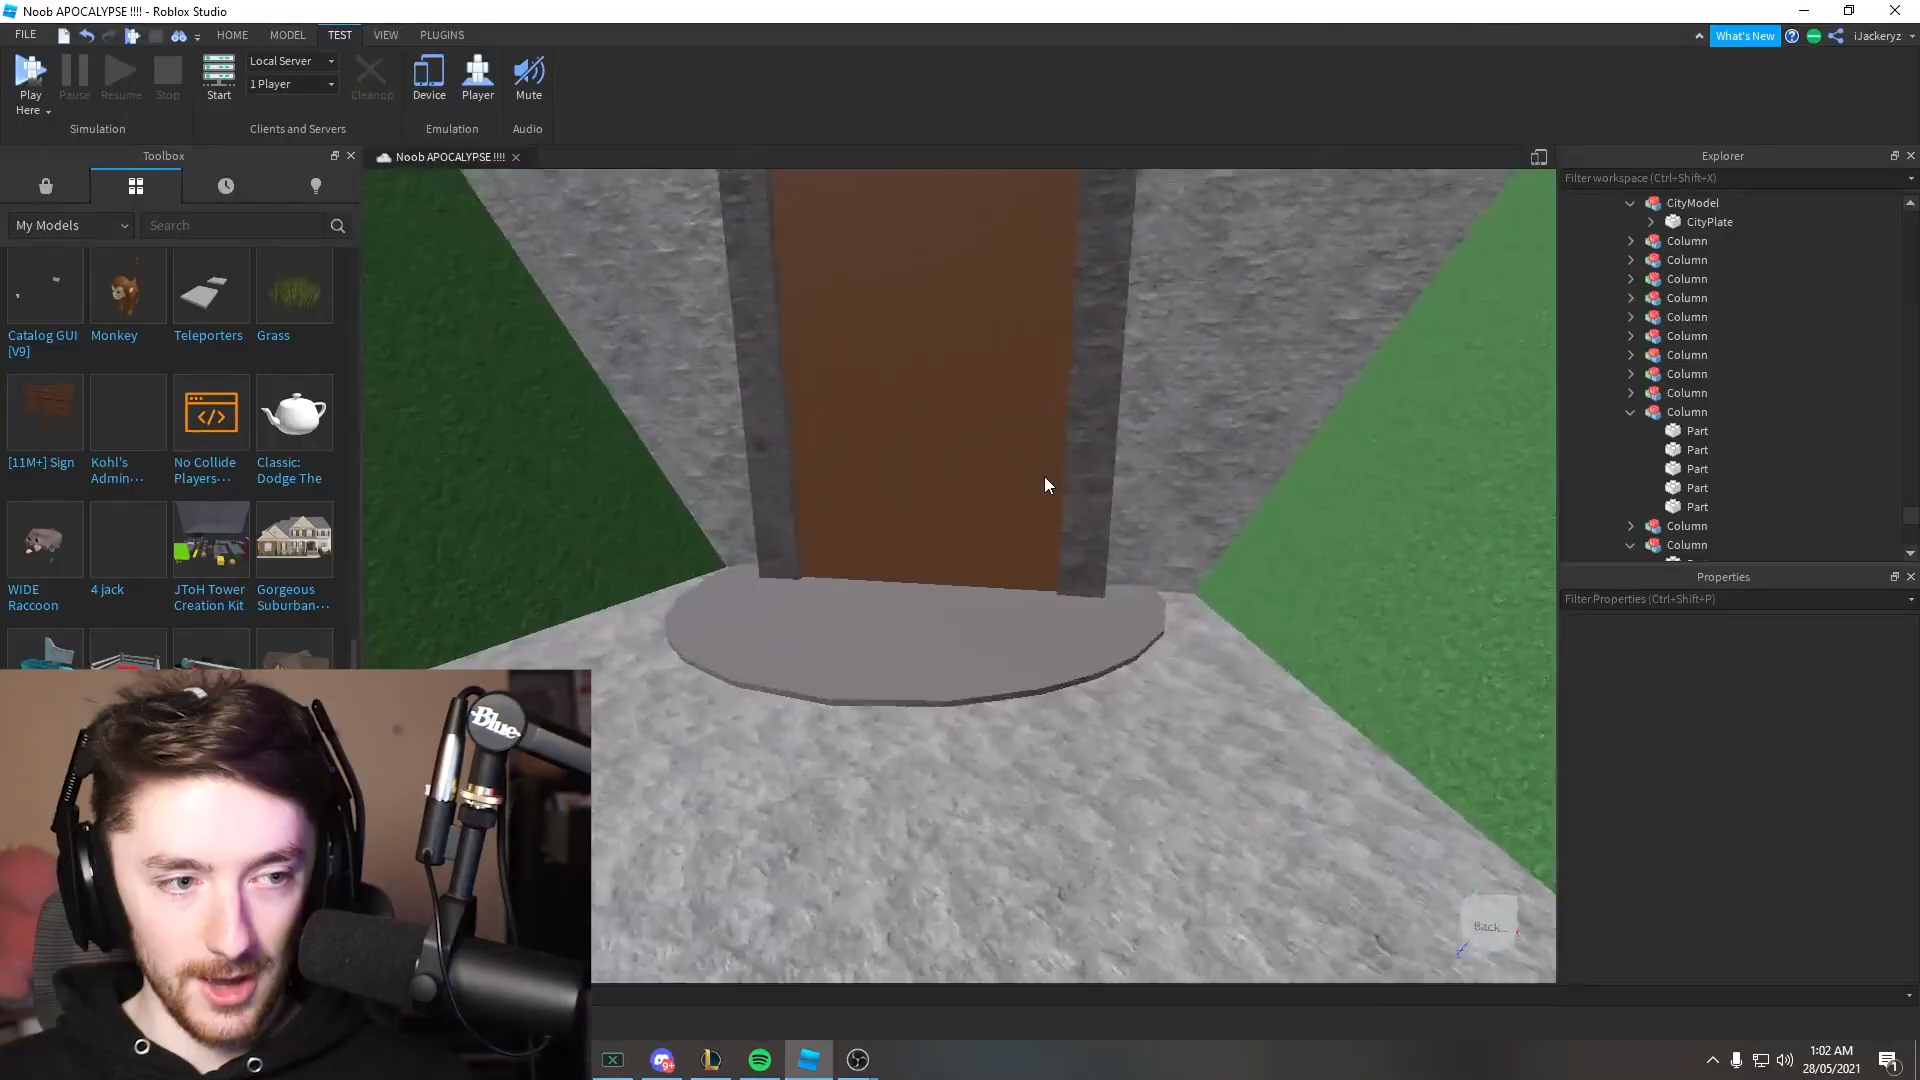 Noob APOCALYPSE !!!! - Roblox Studio
FILE
HOME
MODEL
TEST
VIEW
PLUGINS
What's New
iJackeryz
Play
Here
Pause
Resume
Stop
Start
Local Server
1 Player
Cleanup
Device
Player
Mute
Simulation
Clients and Servers
Emulation
Audio
Toolbox
Noob APOCALYPSE !!!!
My Models
Search
Catalog GUI
[V9]
Monkey
Teleporters
Grass
[11M+] Sign
Kohl's
Admin···
No Collide
Players···
Classic:
Dodge The
WIDE
Raccoon
4 jack
JToH Tower
Creation Kit
Gorgeous
Suburban···
Back
Explorer
Filter workspace (Ctrl+Shift+X)
CityModel
CityPlate
Column
Column
Column
Column
Column
Column
Column
Column
Column
Column
Part
Part
Part
Part
Part
Column
Column
Properties
Filter Properties (Ctrl+Shift+P)
Blue
9+
1:02 AM
28/05/2021
1